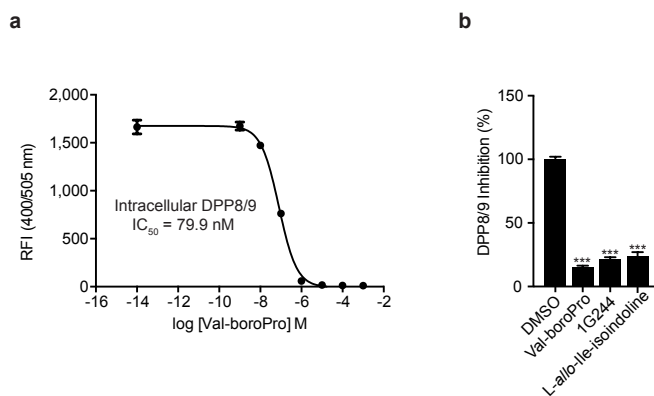 a
b
RFI (400/505 nm)
2,000
1,500
1,000
500
0
Intracellular DPP8/9
IC50 = 79.9 nM
-16 -14 -12 -10 -8 -6 -4 -2
log [Val-boroPro] M
DPP8/9 Inhibition (%)
150
100
50
0
*** *** ***
DMSO
Val-boroPro
1G244
L-allo-Ile-isoindoline